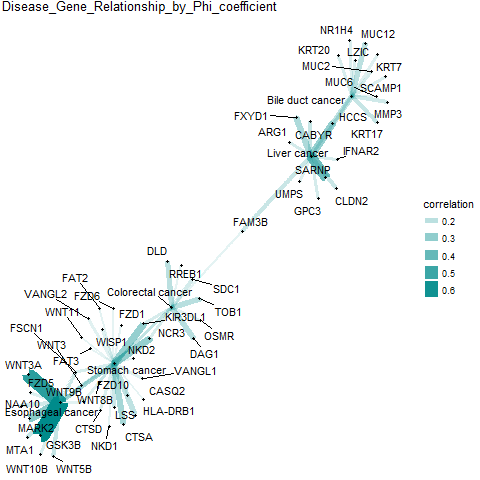 Disease_Gene_Relationship_by_Phi_coefficient
NR1H4
MUC12
KRT20
LZIC
MUC2
KRT7
MUC6
SCAMP1
Bile duct cancer
MMP3
FXYD1
HCCS
KRT17
ARG1
CABYR
Liver cancer
IFNAR2
SARNP
UMPS
CLDN2
GPC3
FAM3B
correlation
0.2
0.3
0.4
0.5
0.6
DLD
RREB1
FAT2
SDC1
VANGL2
FZD6
Colorectal cancer
TOB1
WNT11
FZD1
KIR3DL1
FSCN1
OSMR
WISP1
NCR3
WNT3
NKD2
DAG1
WNT3A
FAT3
Stomach cancer
VANGL1
FZD5
FZD10
WNT9B
CASQ2
NAA10
WNT8B
Esophageal cancer
LSS
HLA-DRB1
MARK2
CTSD
CTSA
MTA1
GSK3B
NKD1
WNT10B
WNT5B